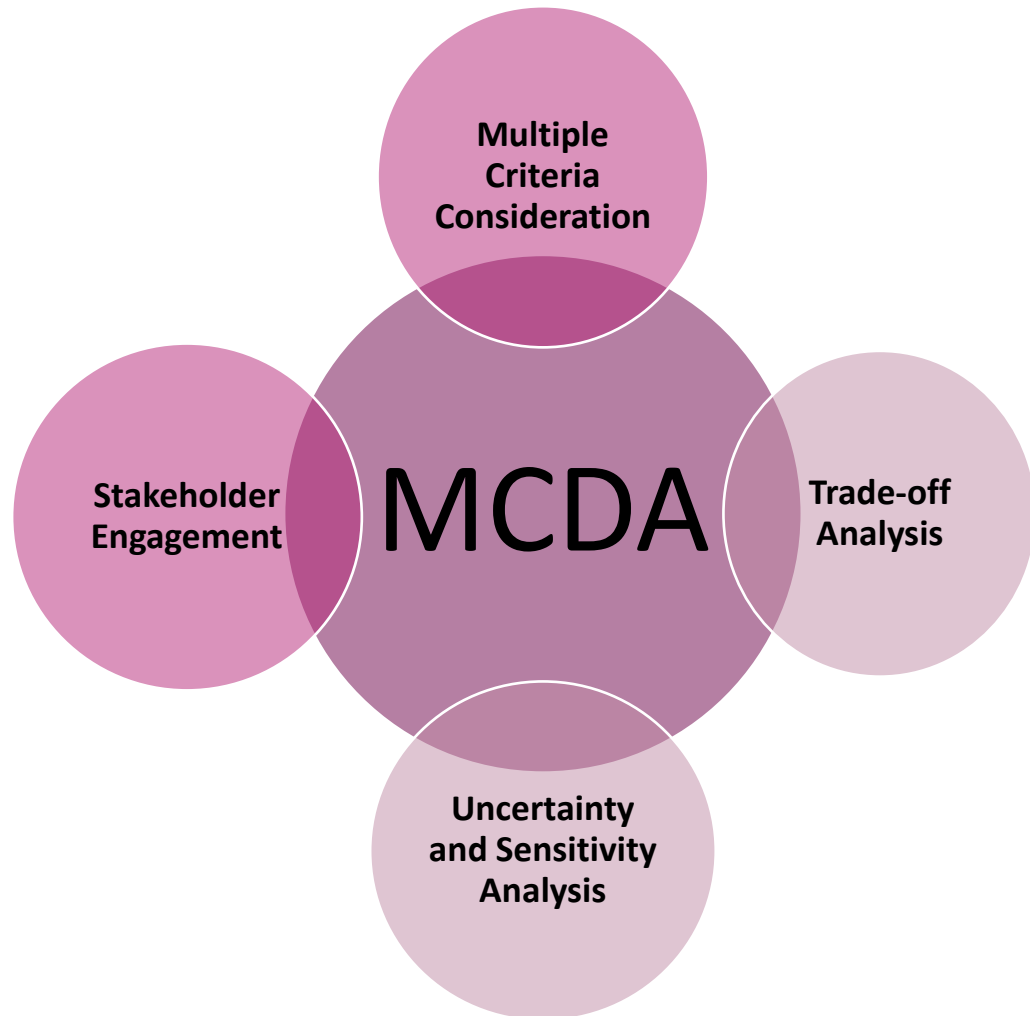 Multiple
Criteria
Consideration
Stakeholder
Engagement
MCDA
Trade-off
Analysis
Uncertainty
and Sensitivity
Analysis